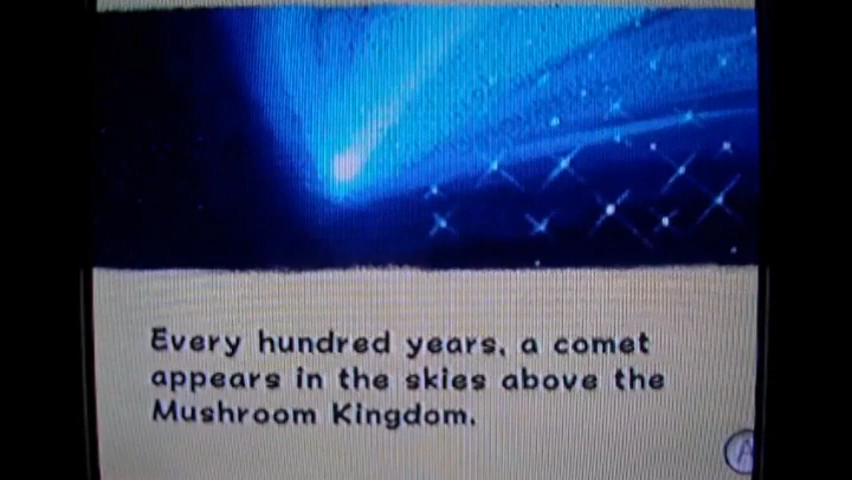 Every hundred years, a comet
appears in the skies above the
Mushroom Kingdom.
A